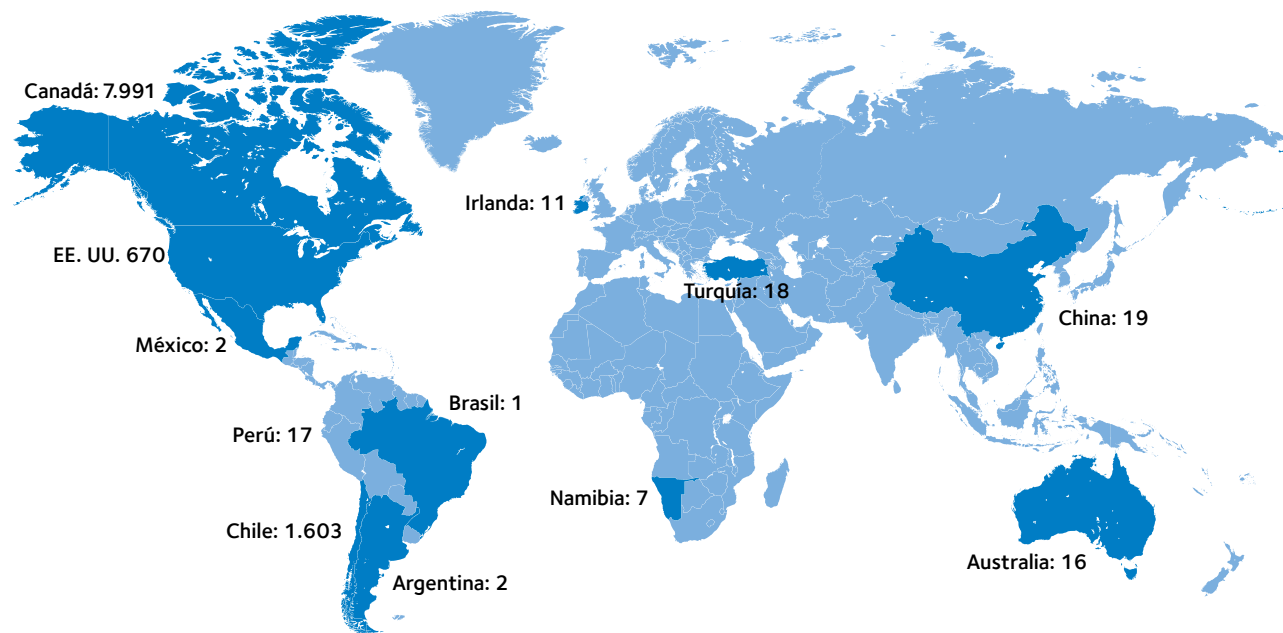 Canadá: 7.991
Irlanda: 11
EE. UU. 670
Turquía: 18
China: 19
México: 2
Brasil: 1
Perú: 17
Namibia: 7
Chile: 1.603
Australia: 16
Argentina: 2